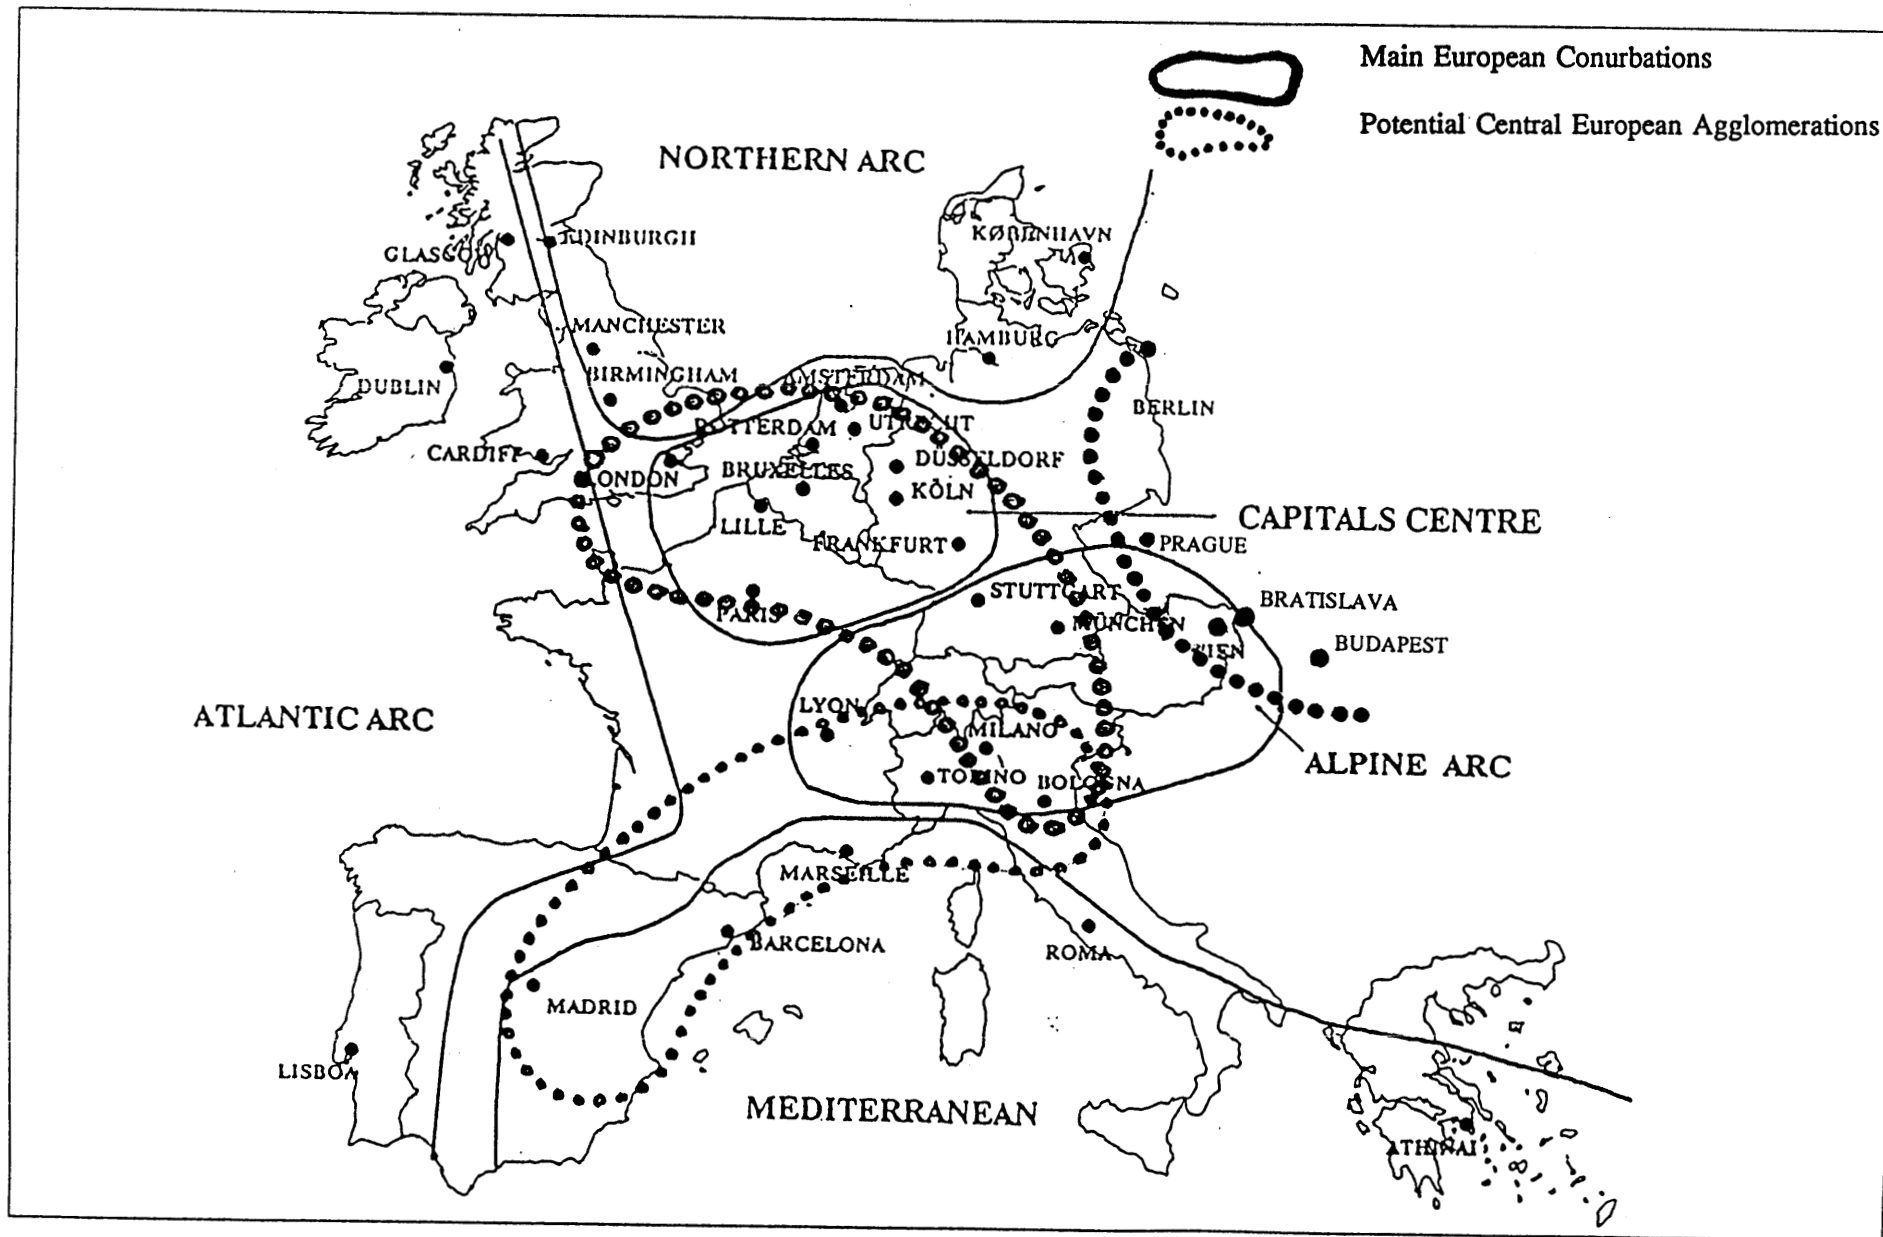 Main European Conurbations
Potential Central European Agglomerations
NORTHERN ARC
KØBENHAVN
EDINBURGH
GLASGOW
MANCHESTER
HAMBURG
BIRMINGHAM
AMSTERDAM
DUBLIN
BERLIN
ROTTERDAM
UTRECHT
CARDIFF
DÜSSELDORF
BRUXELLES
LONDON
KÖLN
LILLE
CAPITALS CENTRE
FRANKFURT
PRAGUE
STUTTGART
BRATISLAVA
PARIS
MÜNCHEN
WIEN
BUDAPEST
LYON
ATLANTIC ARC
MILANO
ALPINE ARC
TORINO
BOLOGNA
MARSEILLE
BARCELONA
ROMA
MADRID
LISBOA
MEDITERRANEAN
ATHINAI